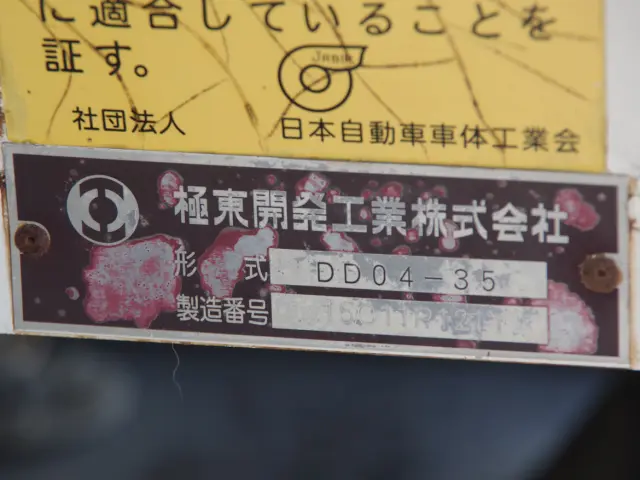 に適合していることを
証す。
Jabia
社団法人 日本自動車車体工業会
極東開発工業株式会社
形式 DD04-35
製造番号